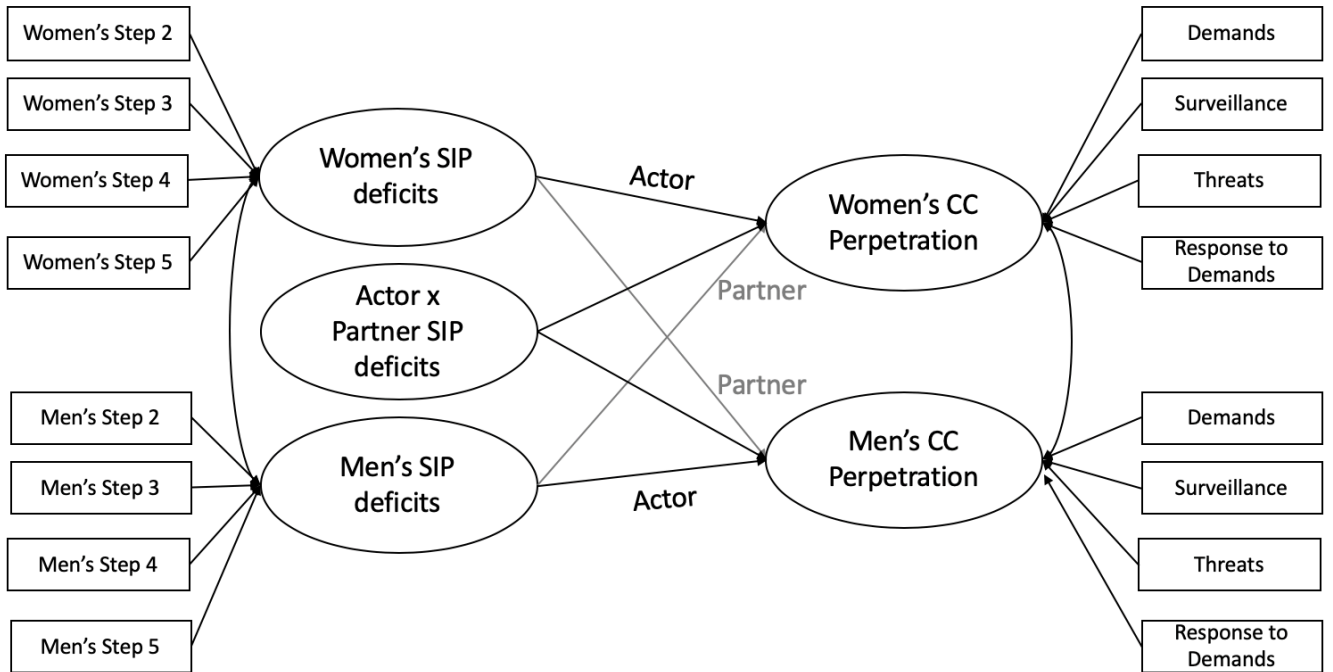 Women's Step 2
Women's Step 3
Women's Step 4
Women's Step 5
Men's Step 2
Men's Step 3
Men's Step 4
Men's Step 5
Women's SIP
deficits
Actor x
Partner SIP
deficits
Men's SIP
deficits
Actor
Partner
Partner
Actor
Women's CC
Perpetration
Men's CC
Perpetration
Demands
Surveillance
Threats
Response to
Demands
Demands
Surveillance
Threats
Response to
Demands